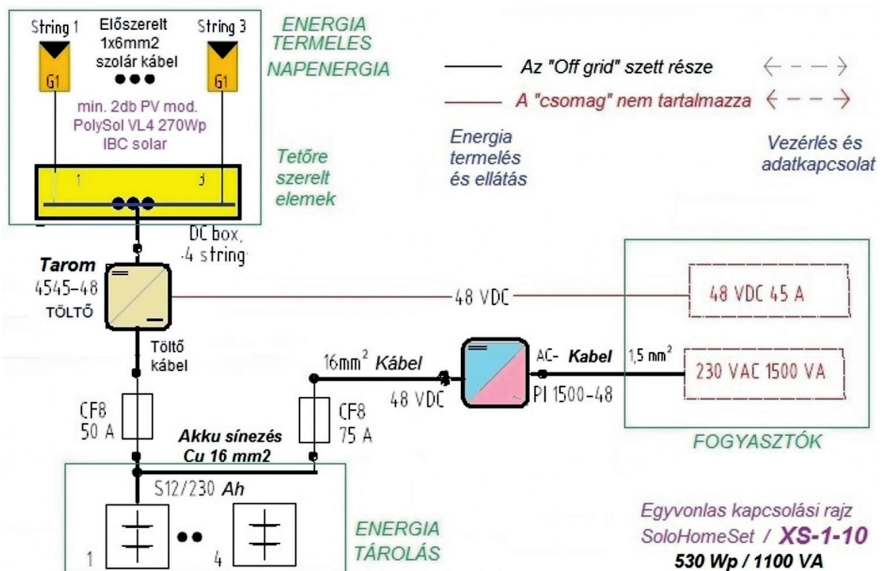 String 1
Előszerelt
1x6mm2
szolár kábel
String 3
G1
G1
min. 2db PV mod.
PolySol VL4 270Wp
IBC solar
1
3
ENERGIA
TERMELES
NAPENERGIA
Tetőre
szerelt
elemek
Az "Off grid" szett része
A "csomag" nem tartalmazza
Energia
termelés
és ellátás
Vezérlés és
adatkapcsolat
DC box,
4 string
Tarom
4545-48
TÖLTŐ
48 VDC
48 VDC 45 A
Töltő
kábel
16mm² Kábel
48 VDC
AC- Kabel
1,5 mm²
PI 1500-48
230 VAC 1500 VA
FOGYASZTÓK
CF8
50 A
CF8
75 A
Akku sínezés
Cu 16 mm2
S12/230 Ah
1
4
ENERGIA
TÁROLÁS
Egyvonlas kapcsolási rajz
SoloHomeSet / XS-1-10
530 Wp / 1100 VA